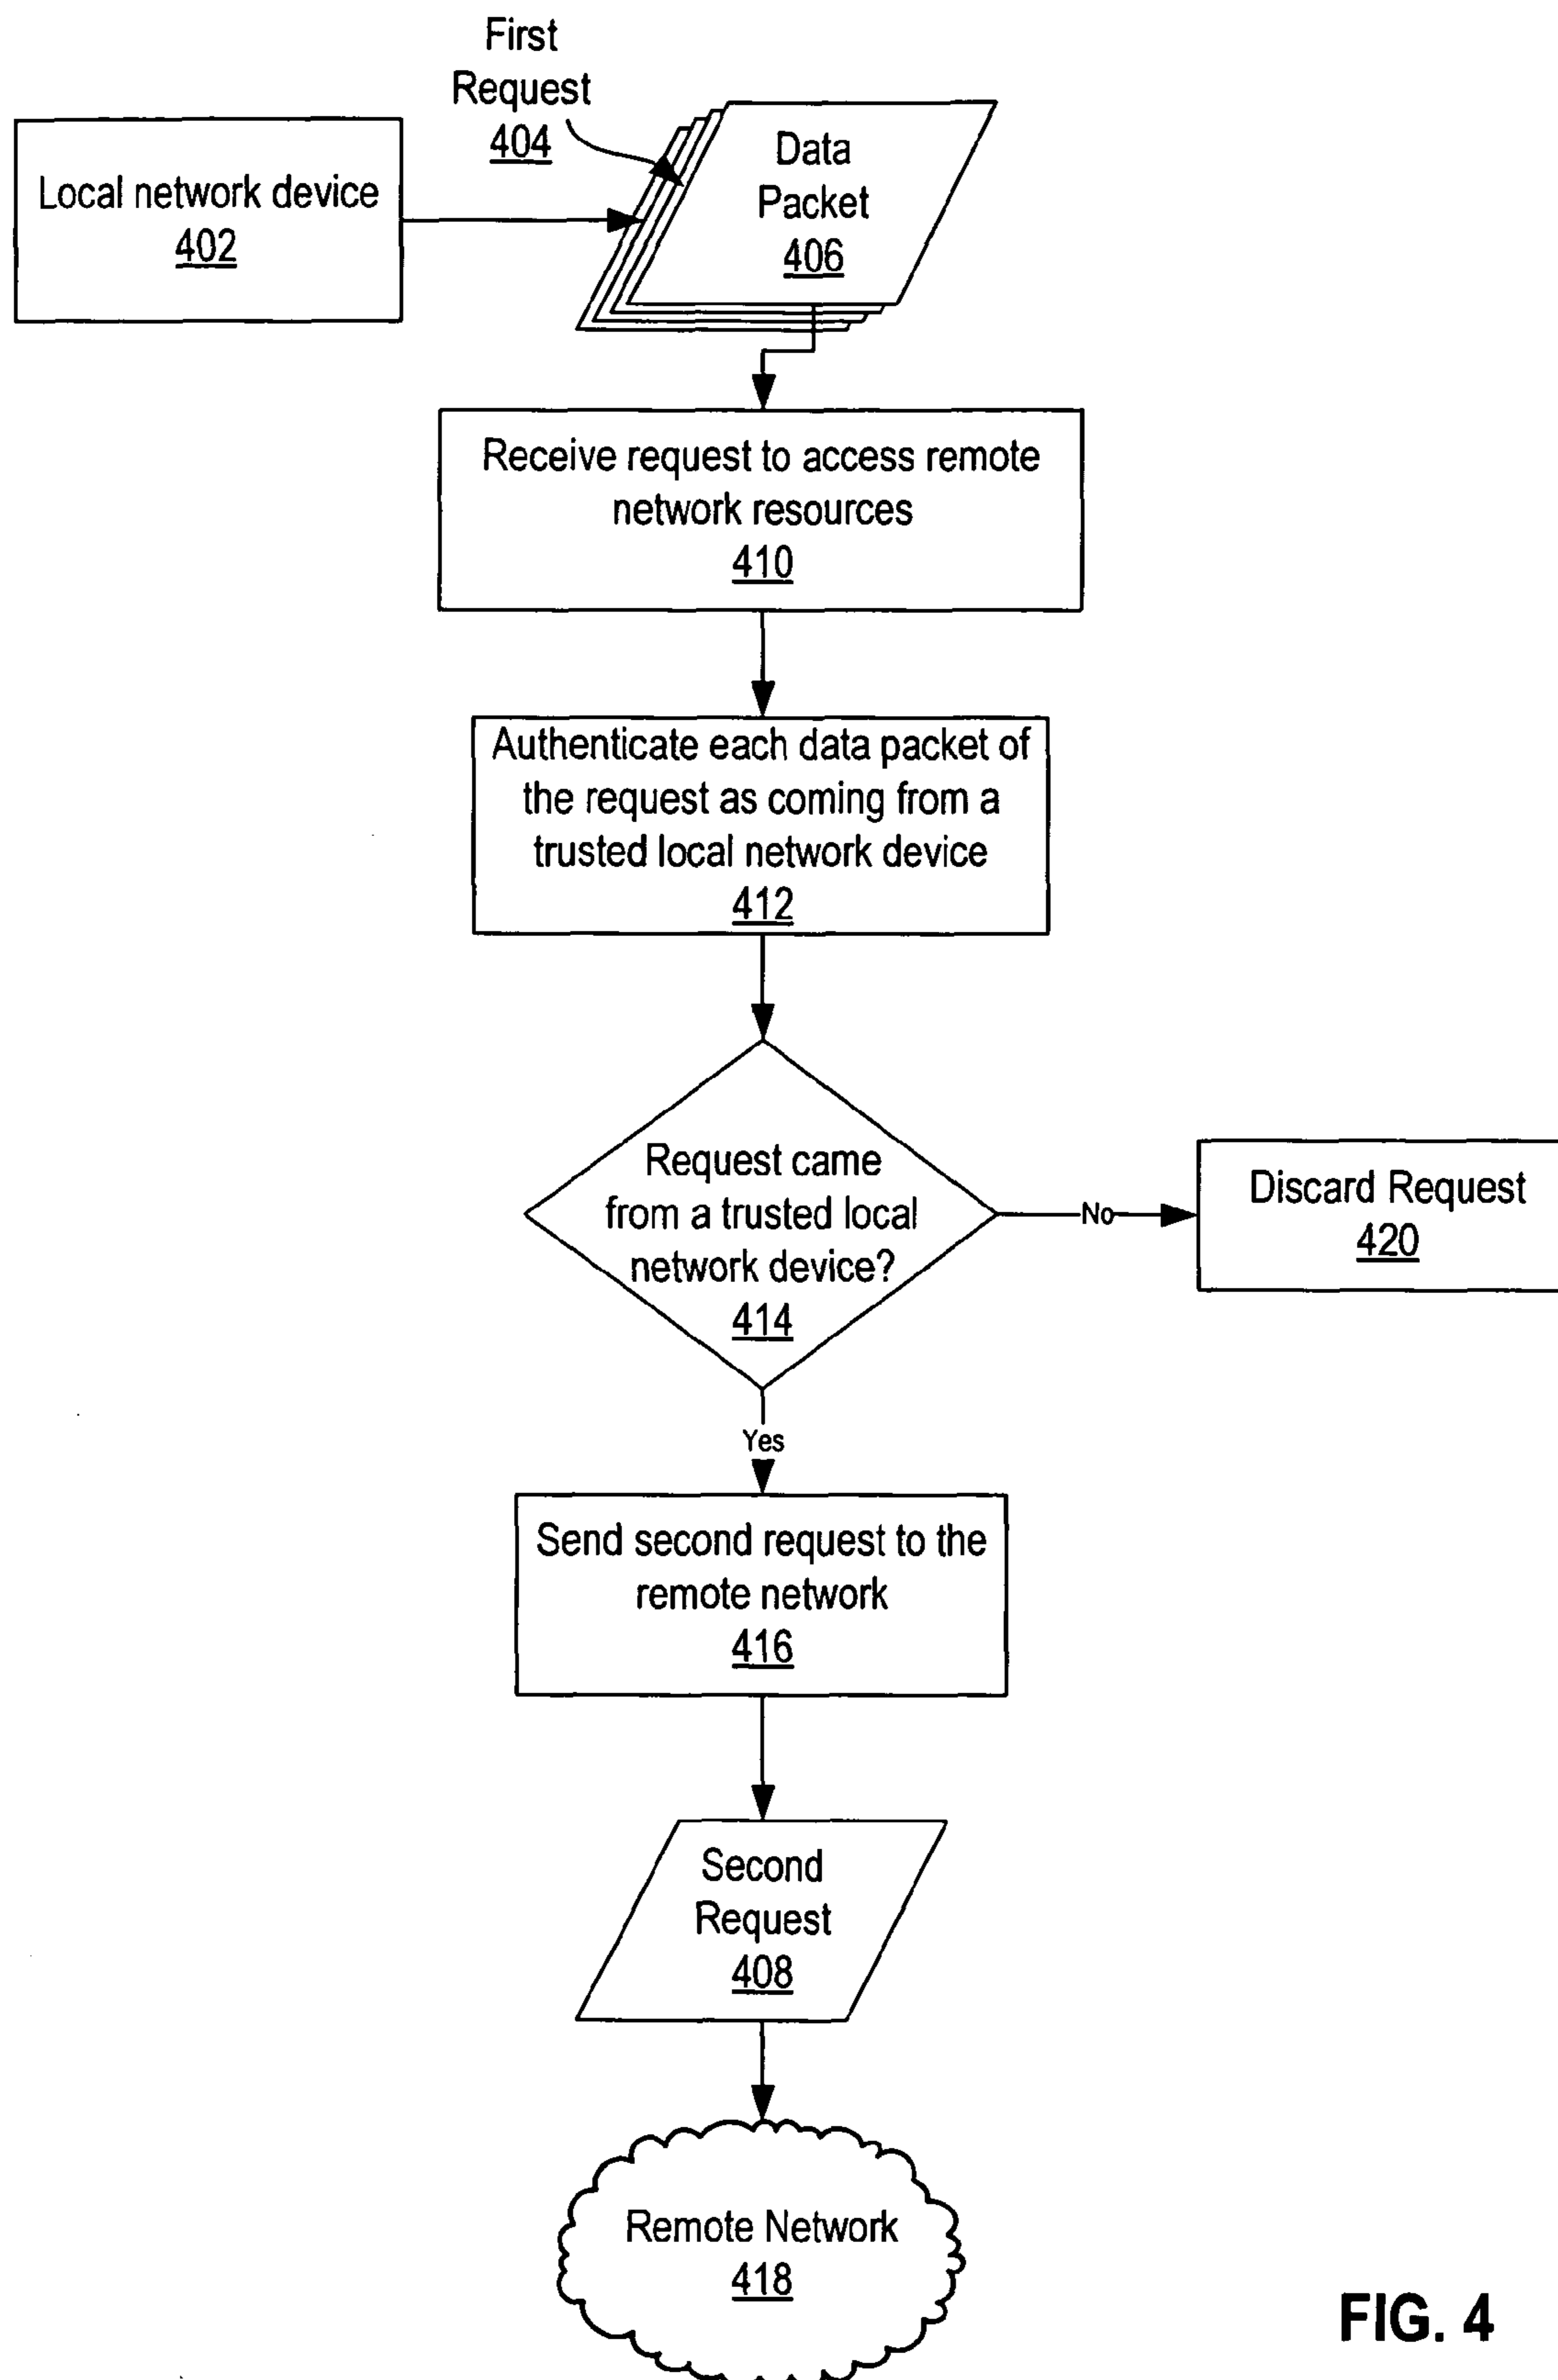 First
Request
404
Data
Packet
406
Local network device
402
Receive request to access remote
network resources
410
Authenticate each data packet of
the request as coming from a
trusted local network device
412
Request came
from a trusted local
network device?
414
No
Discard Request
420
Yes
Send second request to the
remote network
416
Second
Request
408
Remote Network
418
FIG. 4